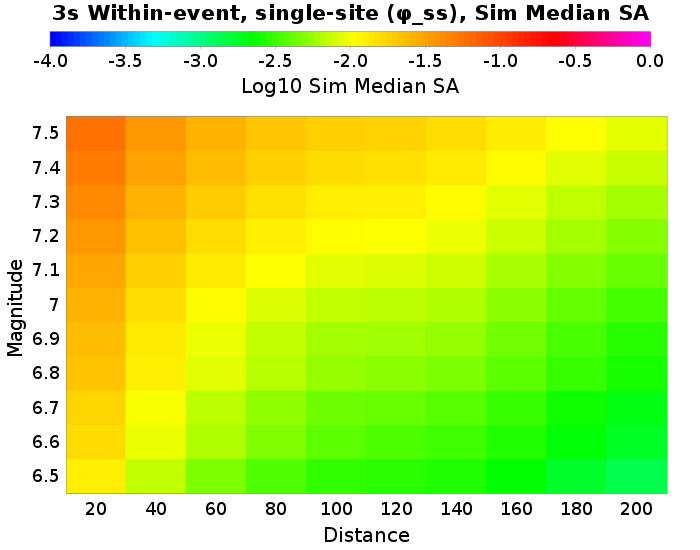 3s Within-event, single-site (φ_ss), Sim Median SA
-4.0 -3.5 -3.0 -2.5 -2.0 -1.5 -1.0 -0.5 0.0
Log10 Sim Median SA
7.5
7.4
7.3
7.2
7.1
7
6.9
6.8
6.7
6.6
6.5
Magnitude
20 40 60 80 100 120 140 160 180 200
Distance